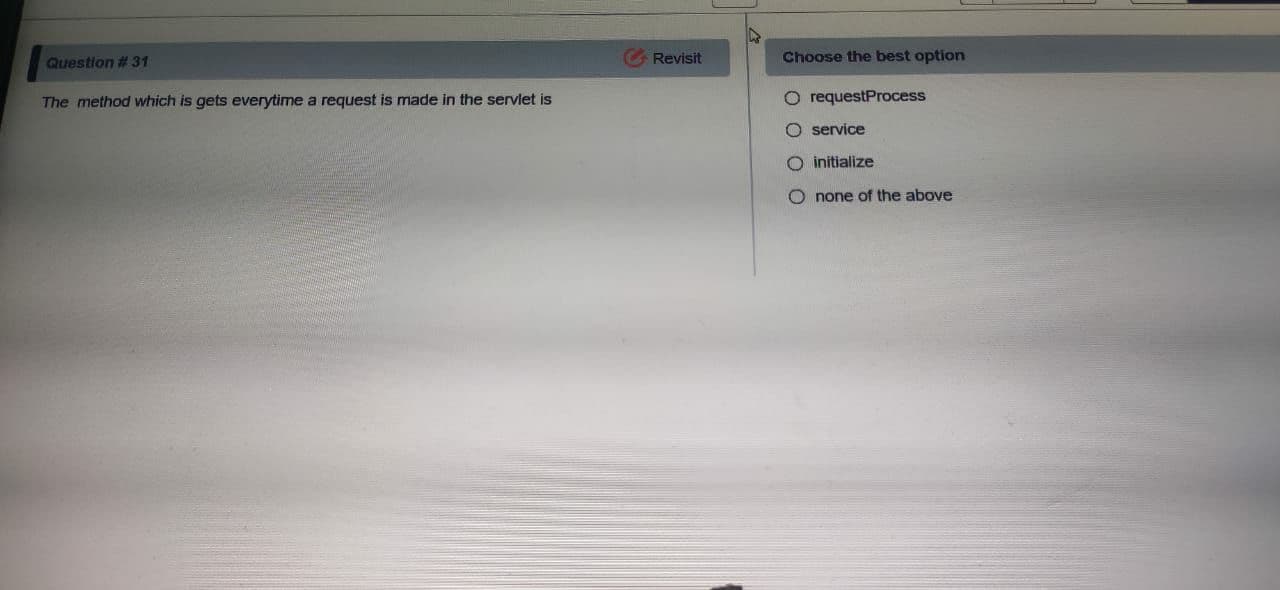 Question # 31
Revisit
The method which is gets everytime a request is made in the servlet is
Choose the best option
requestProcess
service
initialize
none of the above